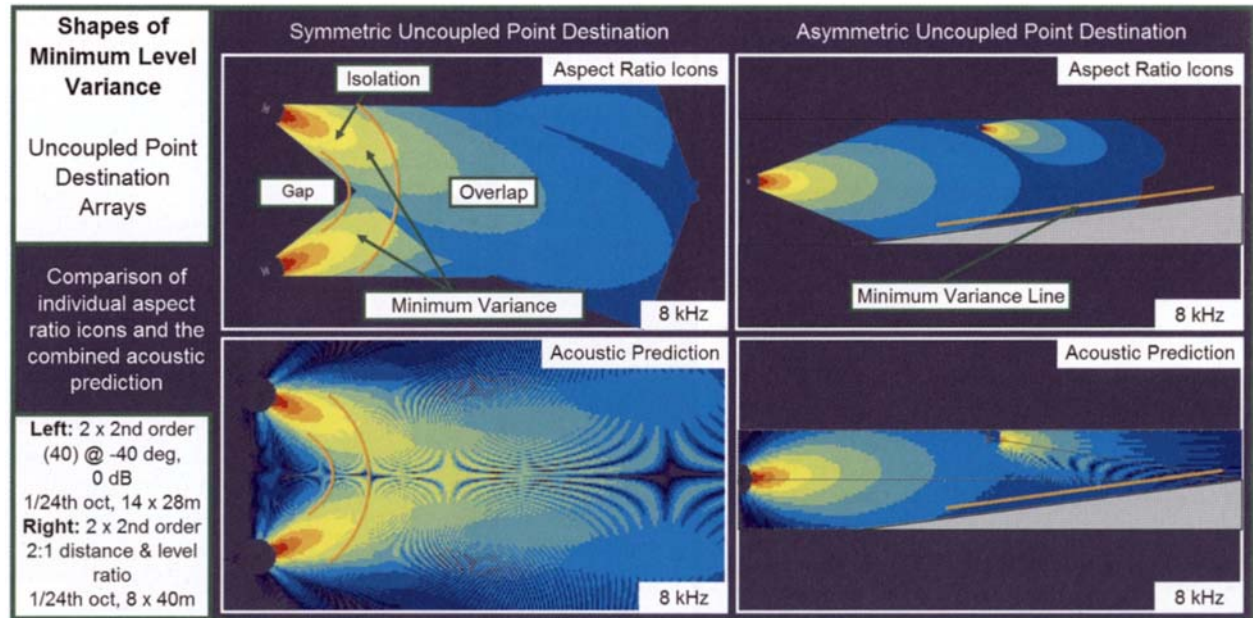 Shapes of
Minimum Level
Variance
Uncoupled Point
Destination
Arrays
Comparison of
individual aspect
ratio icons and the
combined acoustic
prediction
Left: 2 x 2nd order
(40) @ -40 deg,
0 dB
1/24th oct, 14 x 28m
Right: 2 x 2nd order
2:1 distance & level
ratio
1/24th oct, 8 x 40m
Symmetric Uncoupled Point Destination
Aspect Ratio Icons
Isolation
Gap
Overlap
Minimum Variance
8 kHz
Acoustic Prediction
8 kHz
Asymmetric Uncoupled Point Destination
Aspect Ratio Icons
Minimum Variance Line
8 kHz
Acoustic Prediction
8 kHz